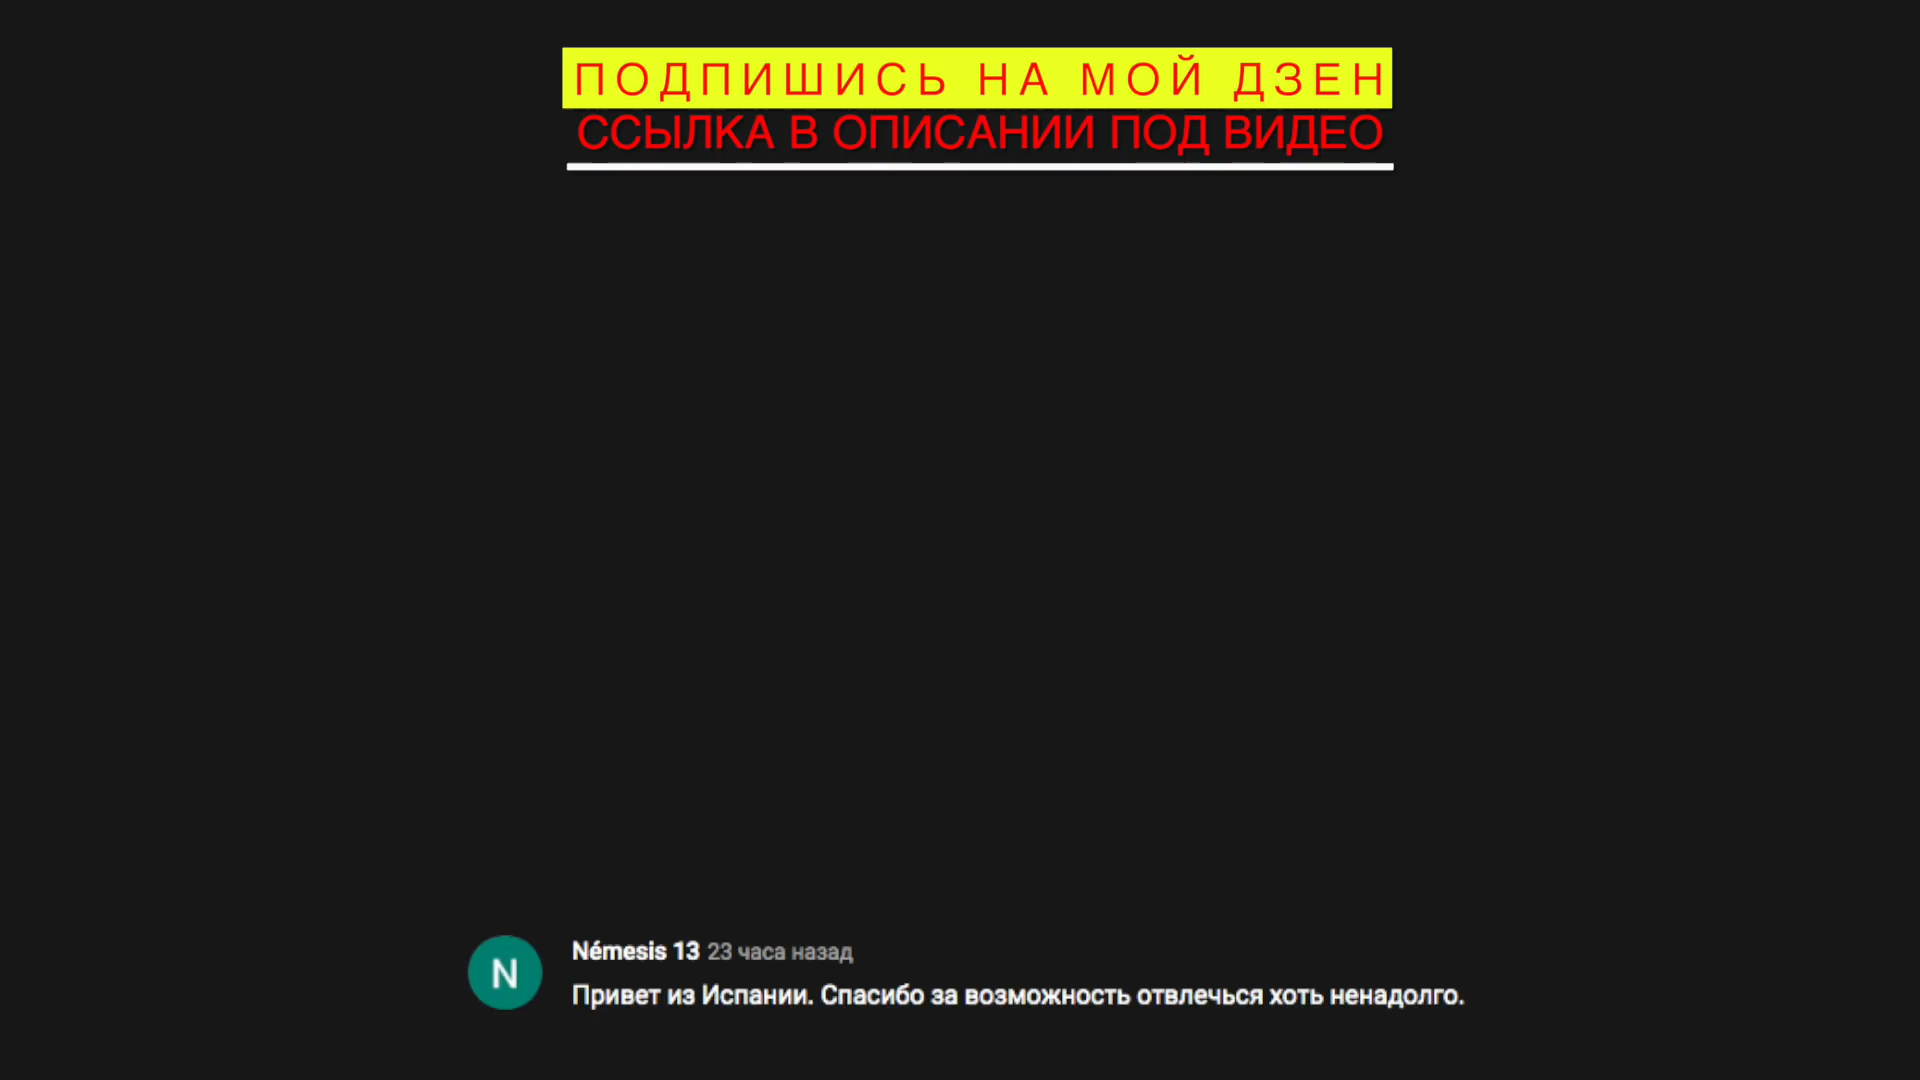 ПОДПИШИСЬ НА МОЙ ДЗЕН
ССЫЛКА В ОПИСАНИИ ПОД ВИДЕО
N
Némesis 13 23 часа назад
Привет из Испании. Спасибо за возможность отвлечься хоть ненадолго.